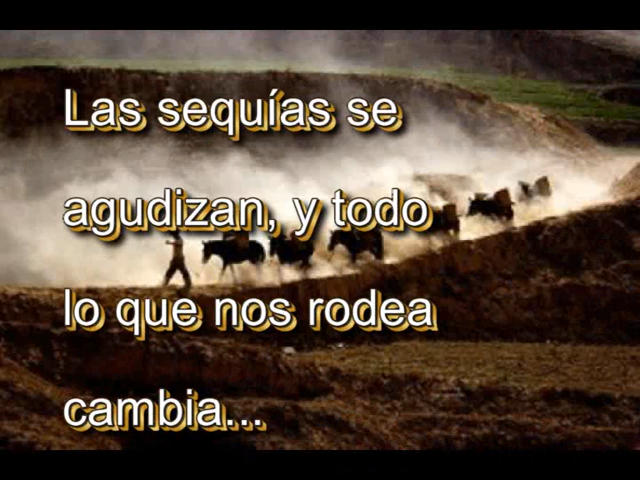 Las sequías se
agudizan, y todo
lo que nos rodea
cambia...